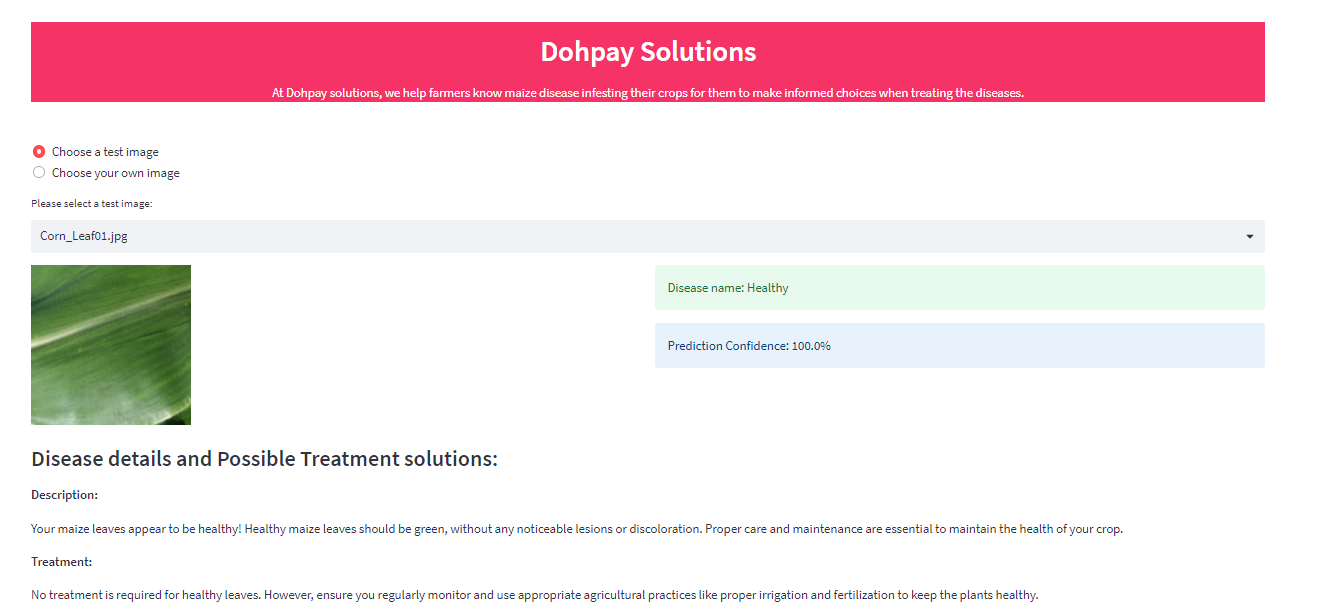 Dohpay Solutions
At Dohpay solutions, we help farmers know maize disease infesting their crops for them to make informed choices when treating the diseases.
Choose a test image
Choose your own image
Please select a test image:
Corn_Leaf01.jpg
Disease name: Healthy
Prediction Confidence: 100.0%
Disease details and Possible Treatment solutions:
Description:
Your maize leaves appear to be healthy! Healthy maize leaves should be green, without any noticeable lesions or discoloration. Proper care and maintenance are essential to maintain the health of your crop.
Treatment:
No treatment is required for healthy leaves. However, ensure you regularly monitor and use appropriate agricultural practices like proper irrigation and fertilization to keep the plants healthy.